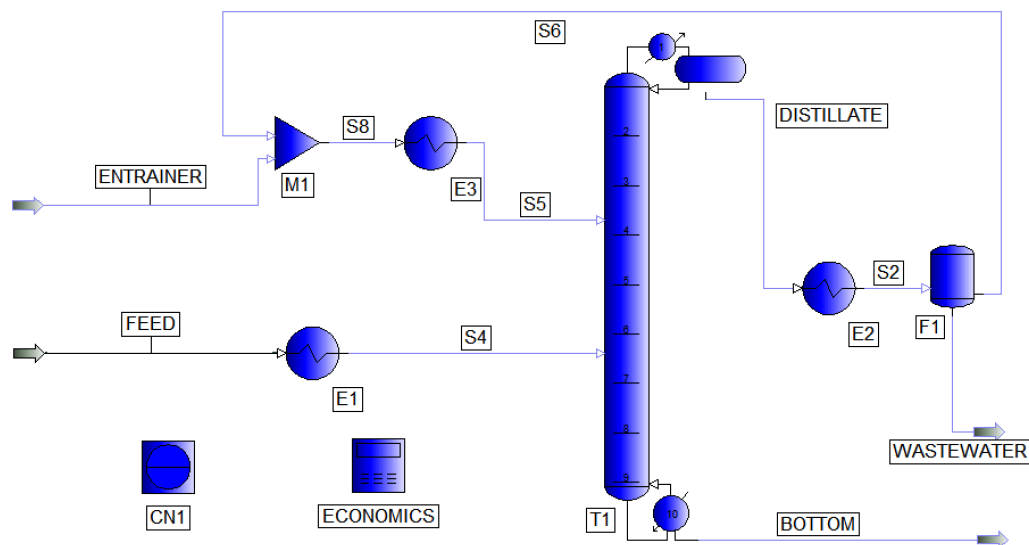 S6
1
DISTILLATE
2
S8
ENTRAINER
M1
E3
3
S5
4
5
S2
FEED
S4
6
E2
F1
E1
7
8
WASTEWATER
9
CN1
ECONOMICS
T1
10
BOTTOM